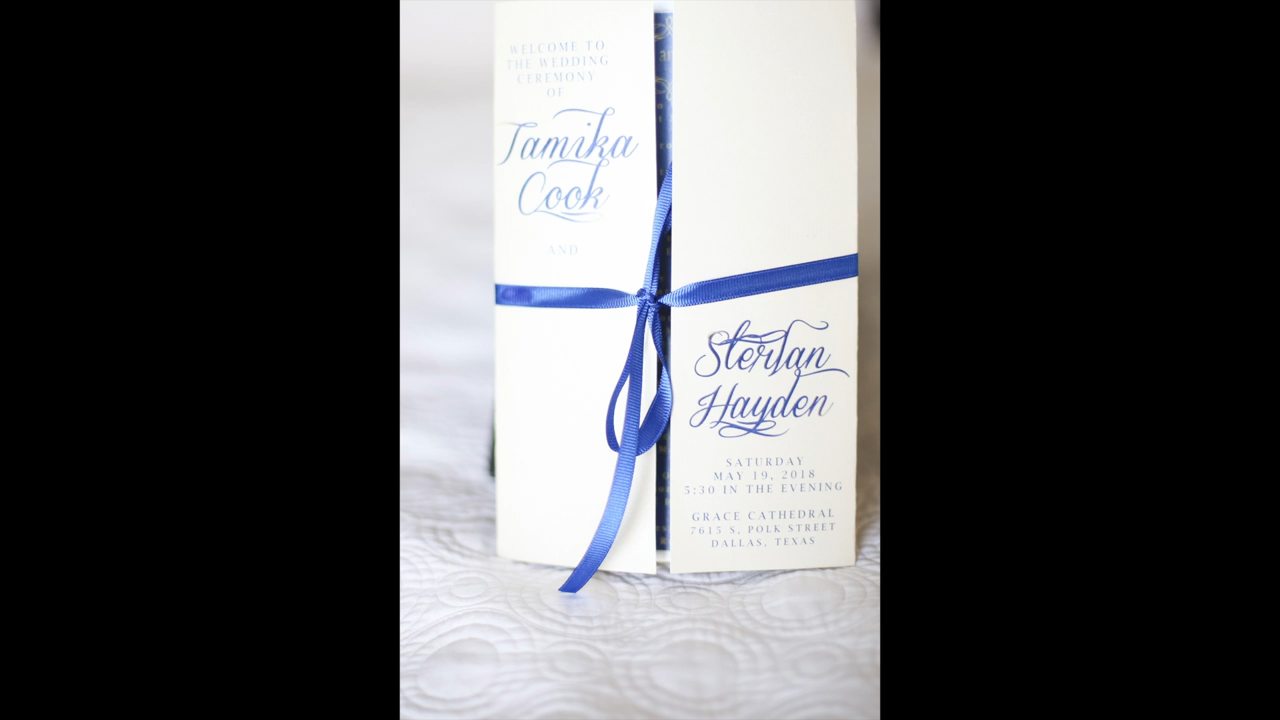 WELCOME TO
THE WEDDING
CEREMONY
OF
Tamika
Cook
AND
Sterlan
Hayden
SATURDAY
MAY 19, 2018
5:30 IN THE EVENING
GRACE CATHEDRAL
7615 S. POLK STREET
DALLAS, TEXAS